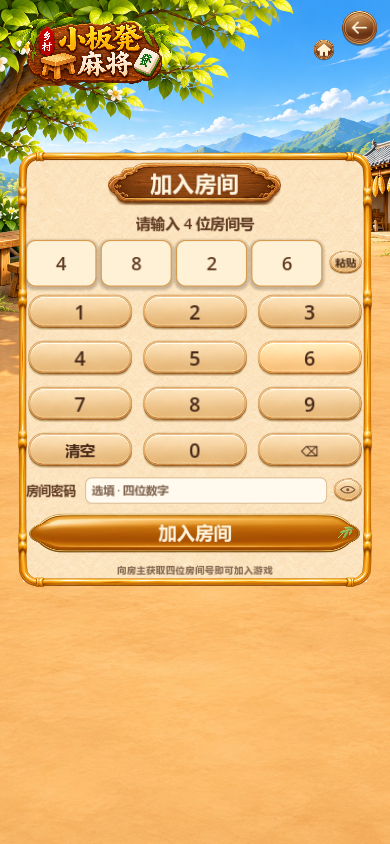 乡村
小板凳
麻将
發
加入房间
请输入 4 位房间号
4 8 2 6 粘贴
1 2 3
4 5 6
7 8 9
清空 0 ⌫
房间密码 选填 · 四位数字
加入房间
向房主获取四位房间号即可加入游戏